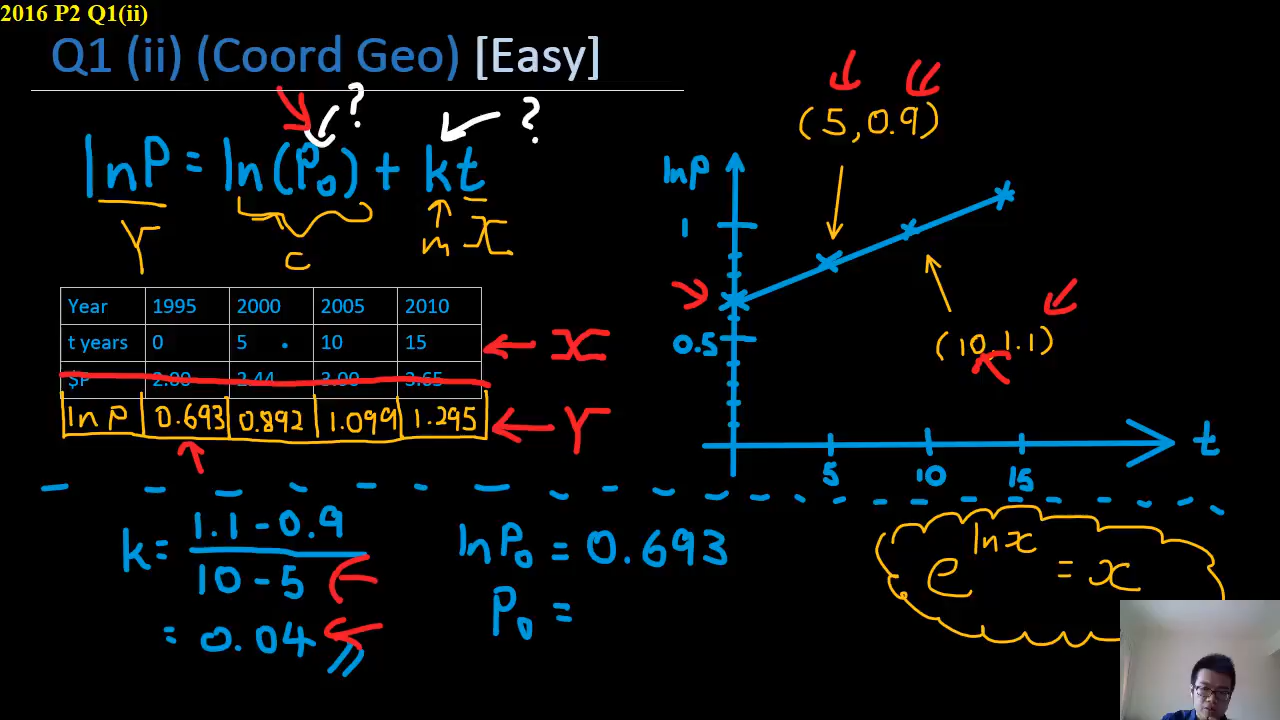 2016 P2 Q1(ii)
Q1 (ii) (Coord Geo) [Easy]
? ?
lnP = ln(P₀) + kt
Y c m X
Year 1995 2000 2005 2010
t years 0 5 10 15
X
$P 2.00 2.44 3.00 3.65
ln P 0.693 0.892 1.099 1.295
Y
(5, 0.9)
lnP
1
0.5
(10, 1.1)
5 10 15
t
k = 1.1 - 0.9
10 - 5
= 0.04
lnP₀ = 0.693
P₀ =
e^lnx = x